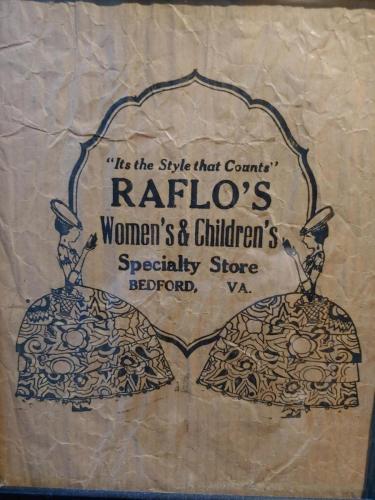 "Its the Style that Counts"
RAFLO'S
Women's & Children's
Specialty Store
BEDFORD, VA.